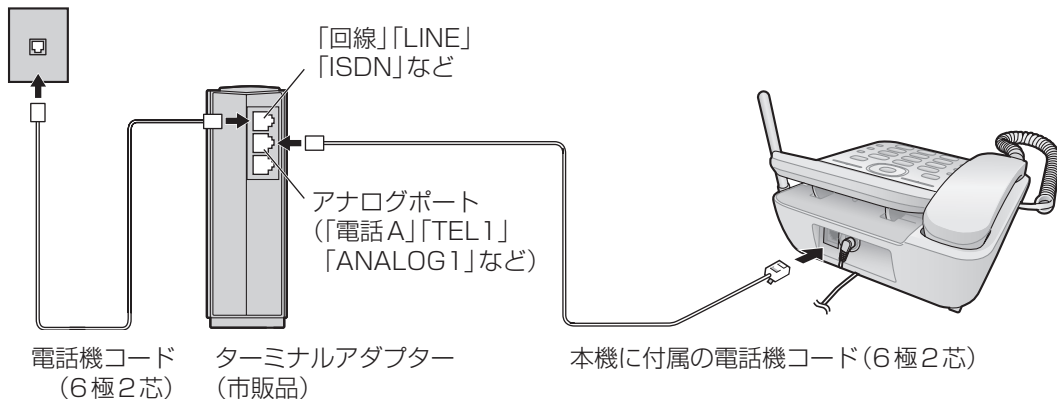 「回線」「LINE」
「ISDN」など
アナログポート
（「電話A」「TEL1」
「ANALOG1」など）
電話機コード
（6極2芯）
ターミナルアダプター
（市販品）
本機に付属の電話機コード（6極2芯）